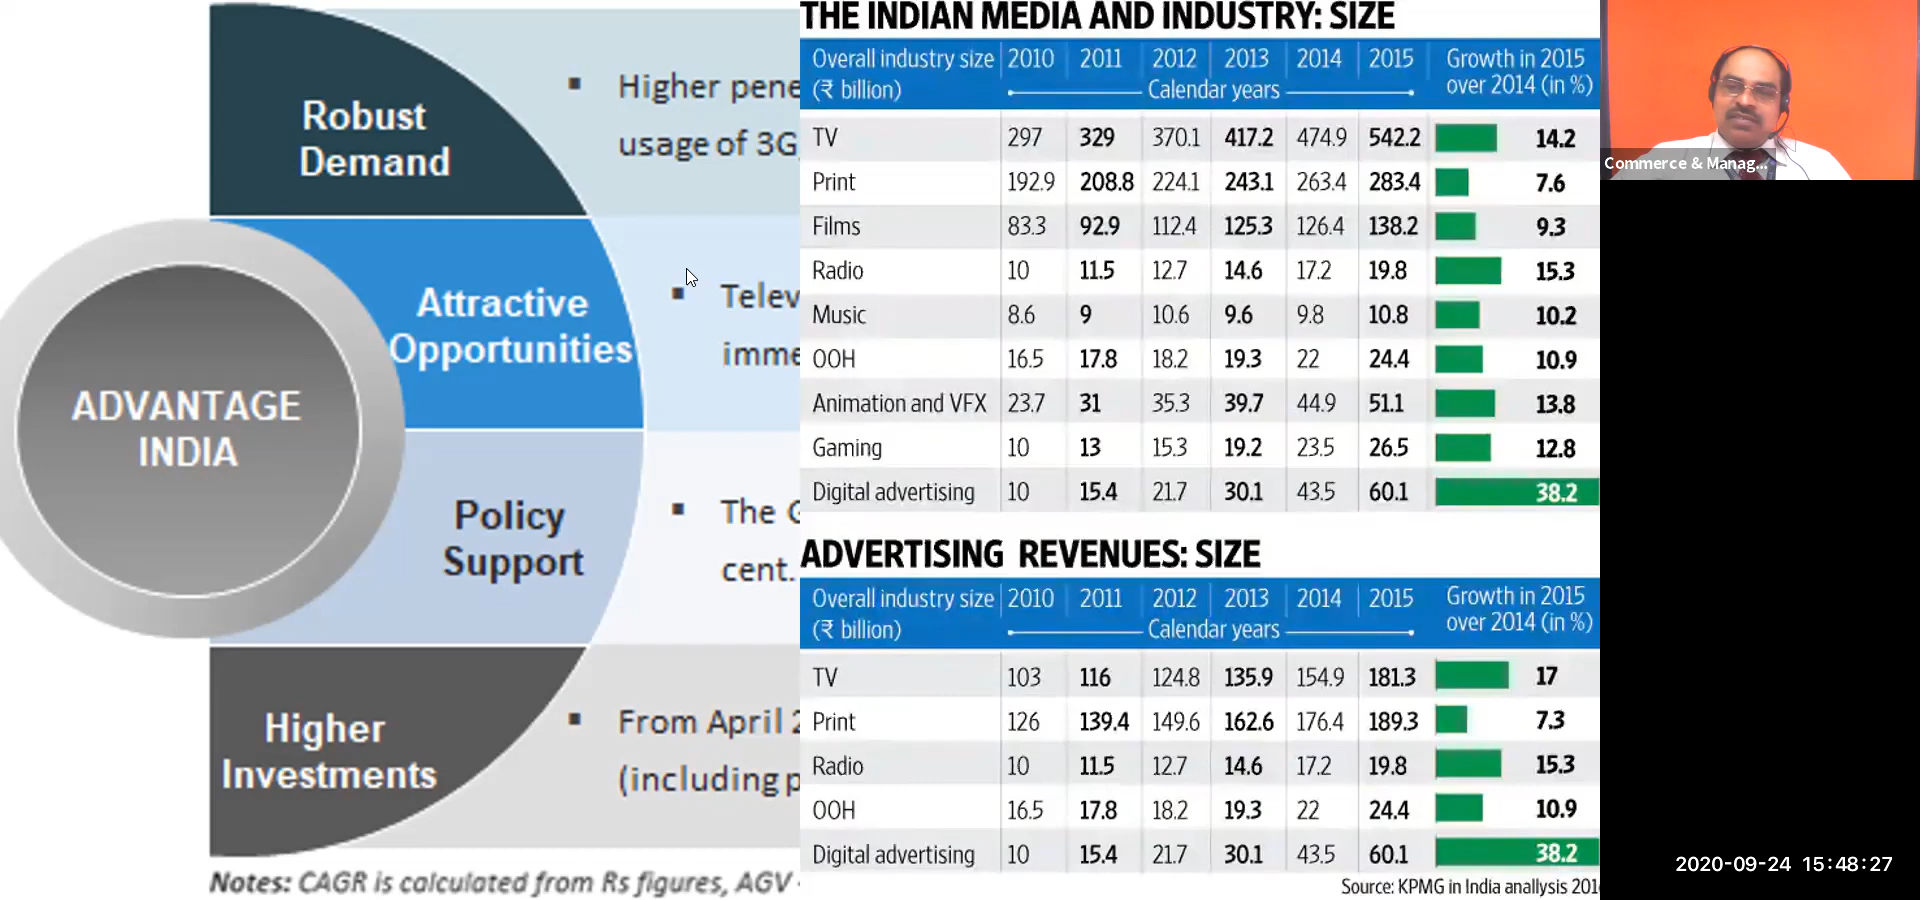 Robust
Demand
Attractive
Opportunities
ADVANTAGE
INDIA
Policy
Support
Higher
Investments
▪ Higher pene
usage of 3G,
▪ Telev
imme
▪ The G
cent.
▪ From April 2
(including p
Notes: CAGR is calculated from Rs figures, AGV -
THE INDIAN MEDIA AND INDUSTRY: SIZE
Overall industry size 2010 2011 2012 2013 2014 2015 Growth in 2015
(₹ billion) Calendar years over 2014 (in %)
TV 297 329 370.1 417.2 474.9 542.2 14.2
Print 192.9 208.8 224.1 243.1 263.4 283.4 7.6
Films 83.3 92.9 112.4 125.3 126.4 138.2 9.3
Radio 10 11.5 12.7 14.6 17.2 19.8 15.3
Music 8.6 9 10.6 9.6 9.8 10.8 10.2
OOH 16.5 17.8 18.2 19.3 22 24.4 10.9
Animation and VFX 23.7 31 35.3 39.7 44.9 51.1 13.8
Gaming 10 13 15.3 19.2 23.5 26.5 12.8
Digital advertising 10 15.4 21.7 30.1 43.5 60.1 38.2
ADVERTISING REVENUES: SIZE
Overall industry size 2010 2011 2012 2013 2014 2015 Growth in 2015
(₹ billion) Calendar years over 2014 (in %)
TV 103 116 124.8 135.9 154.9 181.3 17
Print 126 139.4 149.6 162.6 176.4 189.3 7.3
Radio 10 11.5 12.7 14.6 17.2 19.8 15.3
OOH 16.5 17.8 18.2 19.3 22 24.4 10.9
Digital advertising 10 15.4 21.7 30.1 43.5 60.1 38.2
Source: KPMG in India anallysis 201
Commerce & Manag...
2020-09-24 15:48:27